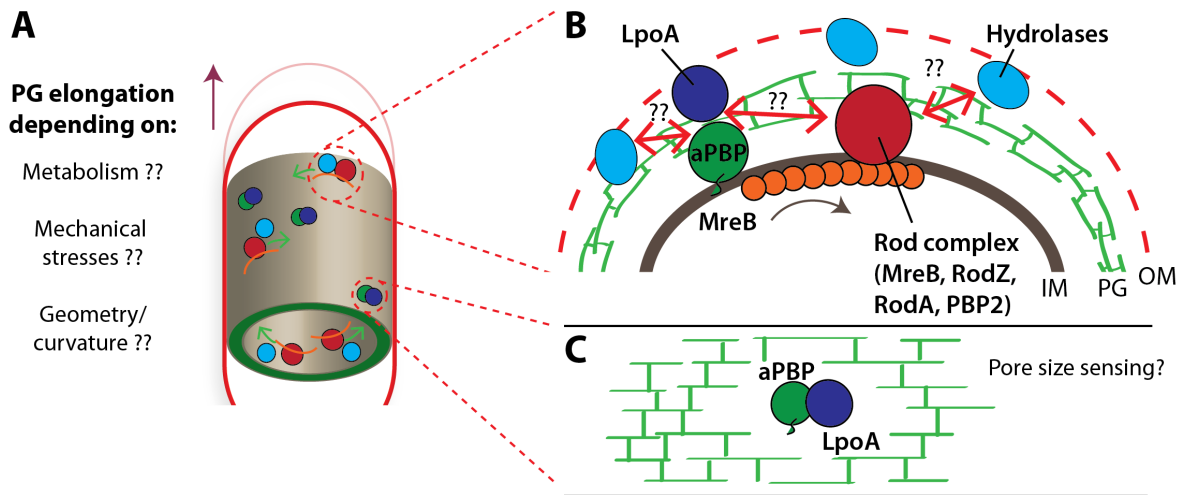 A
PG elongation
depending on:
Metabolism ??
Mechanical
stresses ??
Geometry/
curvature ??
B
LpoA
Hydrolases
??
??
??
aPBP
MreB
Rod complex
(MreB, RodZ,
RodA, PBP2)
IM
PG
OM
C
aPBP
LpoA
Pore size sensing?